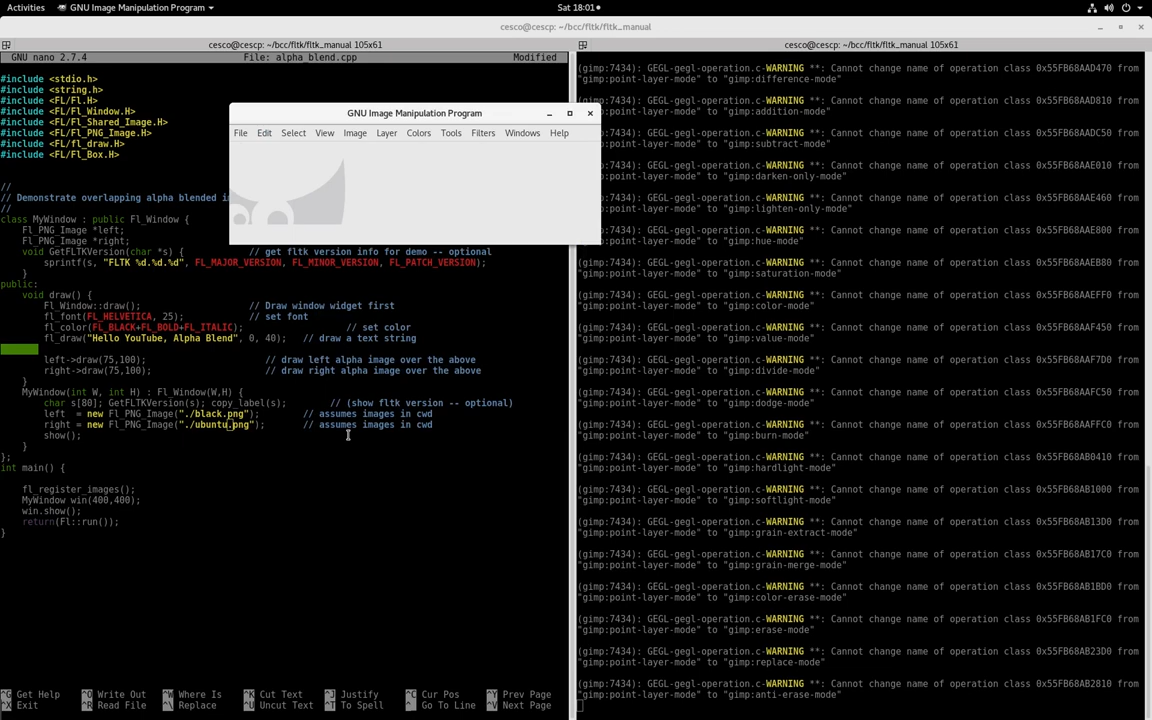 Activities GNU Image Manipulation Program Sat 18:01
cesco@cescp: ~/bcc/fltk/fltk_manual
cesco@cescp: ~/bcc/fltk/fltk_manual 105x61
GNU nano 2.7.4 File: alpha_blend.cpp Modified
#include <stdio.h>
#include <string.h>
#include <FL/Fl.H>
#include <FL/Fl_Window.H>
#include <FL/Fl_Shared_Image.H>
#include <FL/Fl_PNG_Image.H>
#include <FL/fl_draw.H>
#include <FL/Fl_Box.H>
//
// Demonstrate overlapping alpha blended i
//
class MyWindow : public Fl_Window {
Fl_PNG_Image *left;
Fl_PNG_Image *right;
void GetFLTKVersion(char *s) { // get fltk version info for demo -- optional
sprintf(s, "FLTK %d.%d.%d", FL_MAJOR_VERSION, FL_MINOR_VERSION, FL_PATCH_VERSION);
}
public:
void draw() {
Fl_Window::draw(); // Draw window widget first
fl_font(FL_HELVETICA, 25); // set font
fl_color(FL_BLACK+FL_BOLD+FL_ITALIC); // set color
fl_draw("Hello YouTube, Alpha Blend", 0, 40); // draw a text string
left->draw(75,100); // draw left alpha image over the above
right->draw(75,100); // draw right alpha image over the above
}
MyWindow(int W, int H) : Fl_Window(W,H) {
char s[80]; GetFLTKVersion(s); copy_label(s); // (show fltk version -- optional)
left = new Fl_PNG_Image("./black.png"); // assumes images in cwd
right = new Fl_PNG_Image("./ubuntu.png"); // assumes images in cwd
show();
}
};
int main() {
fl_register_images();
MyWindow win(400,400);
win.show();
return(Fl::run());
}
^G Get Help ^O Write Out ^W Where Is ^K Cut Text ^J Justify ^C Cur Pos ^Y Prev Page
^X Exit ^R Read File ^\ Replace ^U Uncut Text ^T To Spell ^_ Go To Line ^V Next Page
GNU Image Manipulation Program
File Edit Select View Image Layer Colors Tools Filters Windows Help
cesco@cescp: ~/bcc/fltk/fltk_manual 105x61
(gimp:7434): GEGL-gegl-operation.c-WARNING **: Cannot change name of operation class 0x55FB68AAD470 from
"gimp:point-layer-mode" to "gimp:difference-mode"
(gimp:7434): GEGL-gegl-operation.c-WARNING **: Cannot change name of operation class 0x55FB68AAD810 from
"gimp:point-layer-mode" to "gimp:addition-mode"
(gimp:7434): GEGL-gegl-operation.c-WARNING **: Cannot change name of operation class 0x55FB68AADC50 from
to "gimp:subtract-mode"
(gimp:7434): GEGL-gegl-operation.c-WARNING **: Cannot change name of operation class 0x55FB68AAE010 from
to "gimp:darken-only-mode"
(gimp:7434): GEGL-gegl-operation.c-WARNING **: Cannot change name of operation class 0x55FB68AAE460 from
to "gimp:lighten-only-mode"
(gimp:7434): GEGL-gegl-operation.c-WARNING **: Cannot change name of operation class 0x55FB68AAE800 from
to "gimp:hue-mode"
(gimp:7434): GEGL-gegl-operation.c-WARNING **: Cannot change name of operation class 0x55FB68AAEB80 from
"gimp:point-layer-mode" to "gimp:saturation-mode"
(gimp:7434): GEGL-gegl-operation.c-WARNING **: Cannot change name of operation class 0x55FB68AAEFF0 from
"gimp:point-layer-mode" to "gimp:color-mode"
(gimp:7434): GEGL-gegl-operation.c-WARNING **: Cannot change name of operation class 0x55FB68AAF450 from
"gimp:point-layer-mode" to "gimp:value-mode"
(gimp:7434): GEGL-gegl-operation.c-WARNING **: Cannot change name of operation class 0x55FB68AAF7D0 from
"gimp:point-layer-mode" to "gimp:divide-mode"
(gimp:7434): GEGL-gegl-operation.c-WARNING **: Cannot change name of operation class 0x55FB68AAFC50 from
"gimp:point-layer-mode" to "gimp:dodge-mode"
(gimp:7434): GEGL-gegl-operation.c-WARNING **: Cannot change name of operation class 0x55FB68AAFFC0 from
"gimp:point-layer-mode" to "gimp:burn-mode"
(gimp:7434): GEGL-gegl-operation.c-WARNING **: Cannot change name of operation class 0x55FB68AB0410 from
"gimp:point-layer-mode" to "gimp:hardlight-mode"
(gimp:7434): GEGL-gegl-operation.c-WARNING **: Cannot change name of operation class 0x55FB68AB1000 from
"gimp:point-layer-mode" to "gimp:softlight-mode"
(gimp:7434): GEGL-gegl-operation.c-WARNING **: Cannot change name of operation class 0x55FB68AB13D0 from
"gimp:point-layer-mode" to "gimp:grain-extract-mode"
(gimp:7434): GEGL-gegl-operation.c-WARNING **: Cannot change name of operation class 0x55FB68AB17C0 from
"gimp:point-layer-mode" to "gimp:grain-merge-mode"
(gimp:7434): GEGL-gegl-operation.c-WARNING **: Cannot change name of operation class 0x55FB68AB1BD0 from
"gimp:point-layer-mode" to "gimp:color-erase-mode"
(gimp:7434): GEGL-gegl-operation.c-WARNING **: Cannot change name of operation class 0x55FB68AB1FC0 from
"gimp:point-layer-mode" to "gimp:erase-mode"
(gimp:7434): GEGL-gegl-operation.c-WARNING **: Cannot change name of operation class 0x55FB68AB23D0 from
"gimp:point-layer-mode" to "gimp:replace-mode"
(gimp:7434): GEGL-gegl-operation.c-WARNING **: Cannot change name of operation class 0x55FB68AB2810 from
"gimp:point-layer-mode" to "gimp:anti-erase-mode"